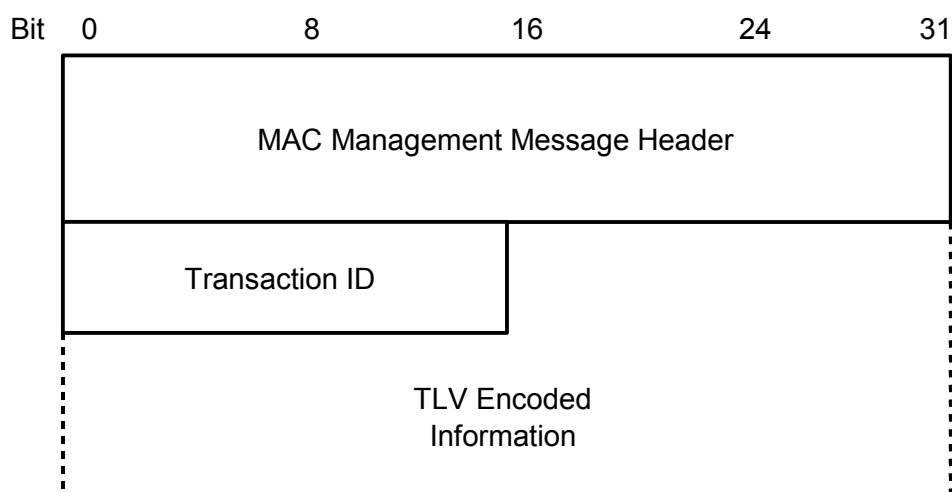 Bit 0 8 16 24 31
MAC Management Message Header
Transaction ID
TLV Encoded
Information